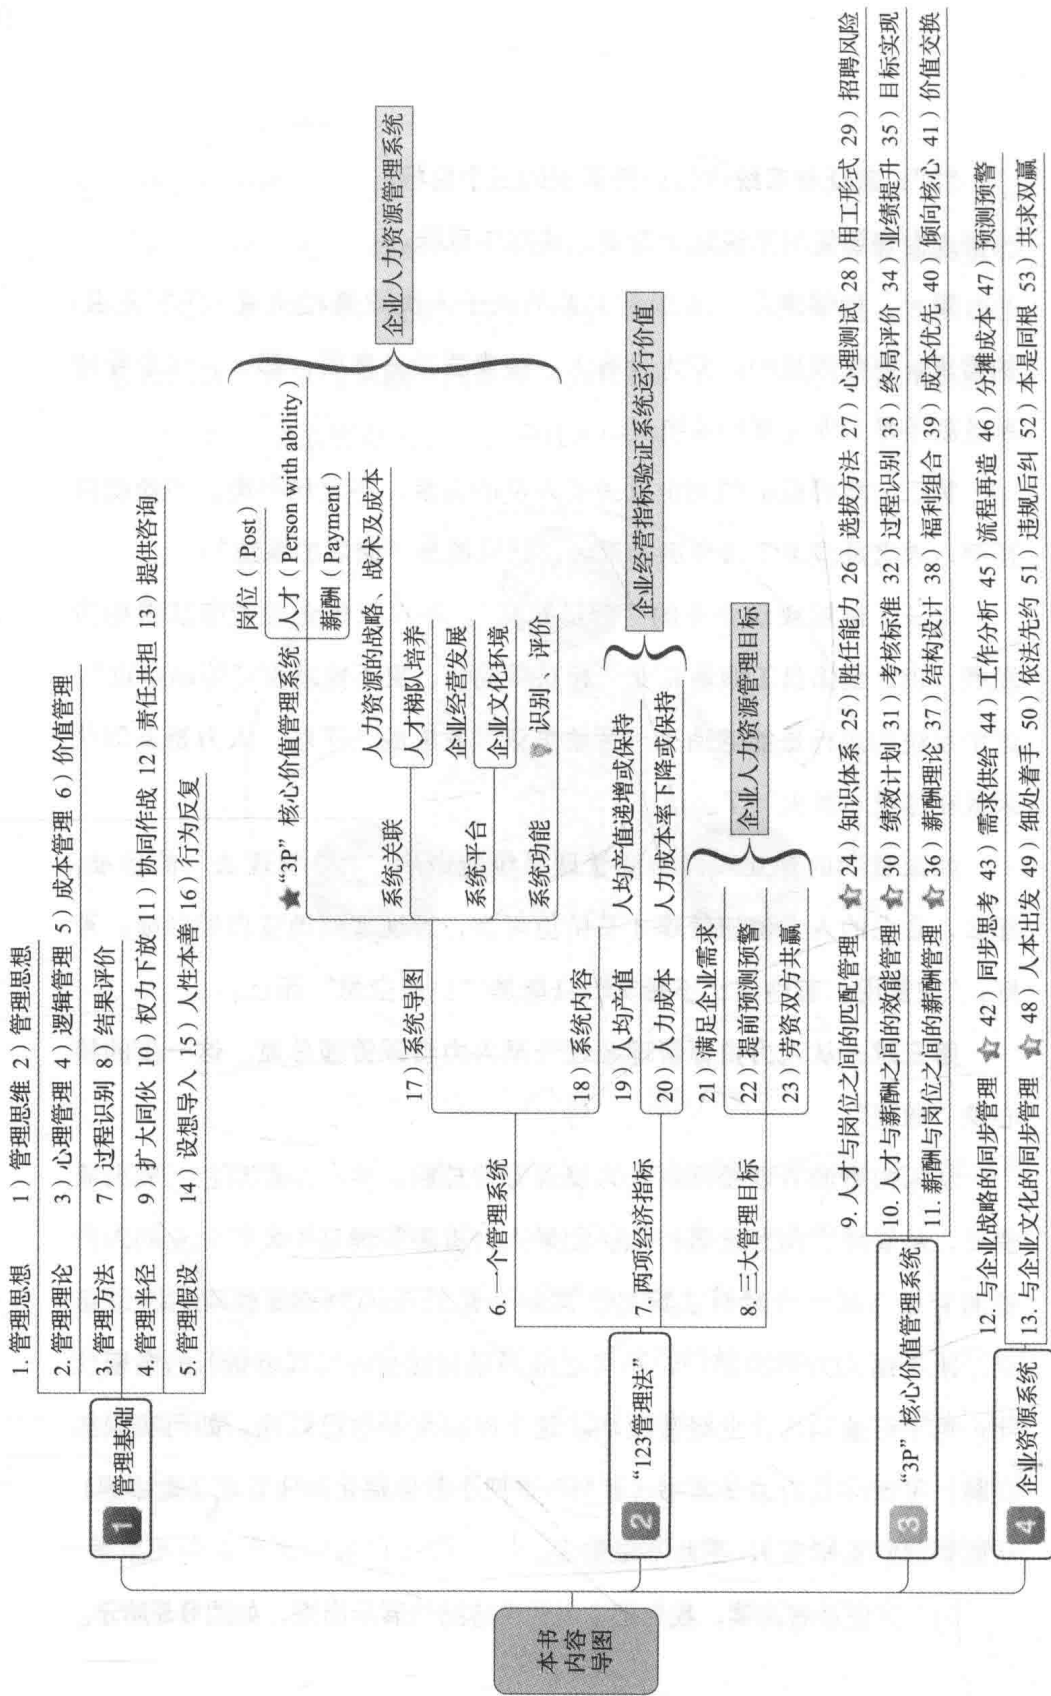 本书
内容
导图
1 管理基础
1. 管理思想 1）管理思维 2）管理思想
2. 管理理论 3）心理管理 4）逻辑管理 5）成本管理 6）价值管理
3. 管理方法 7）过程识别 8）结果评价
4. 管理半径 9）扩大同伙 10）权力下放 11）协同作战 12）责任共担 13）提供咨询
5. 管理假设 14）设想导入 15）人性本善 16）行为反复
2 “123管理法”
6. 一个管理系统
17）系统导图
★“3P”核心价值管理系统
岗位（Post）
人才（Person with ability）
薪酬（Payment）
系统关联
人力资源的战略、战术及成本
人才梯队培养
系统平台
企业经营发展
企业文化环境
系统功能
识别、评价
企业人力资源管理系统
18）系统内容
7. 两项经济指标
19）人均产值 人均产值递增或保持
20）人力成本 人力成本率下降或保持
企业经营指标验证系统运行价值
8. 三大管理目标
21）满足企业需求
22）提前预测预警
23）劳资双方共赢
企业人力资源管理目标
3 “3P”核心价值管理系统
9. 人才与岗位之间的匹配管理 ☆ 24）知识体系 25）胜任能力 26）选拔方法 27）心理测试 28）用工形式 29）招聘风险
10. 人才与薪酬之间的效能管理 ☆ 30）绩效计划 31）考核标准 32）过程识别 33）终局评价 34）业绩提升 35）目标实现
11. 薪酬与岗位之间的薪酬管理 ☆ 36）薪酬理论 37）结构设计 38）福利组合 39）成本优先 40）倾向核心 41）价值交换
4 企业资源系统
12. 与企业战略的同步管理 ☆ 42）同步思考 43）需求供给 44）工作分析 45）流程再造 46）分摊成本 47）预测预警
13. 与企业文化的同步管理 ☆ 48）人本出发 49）细处着手 50）依法先约 51）违规后纠 52）本是同根 53）共求双赢